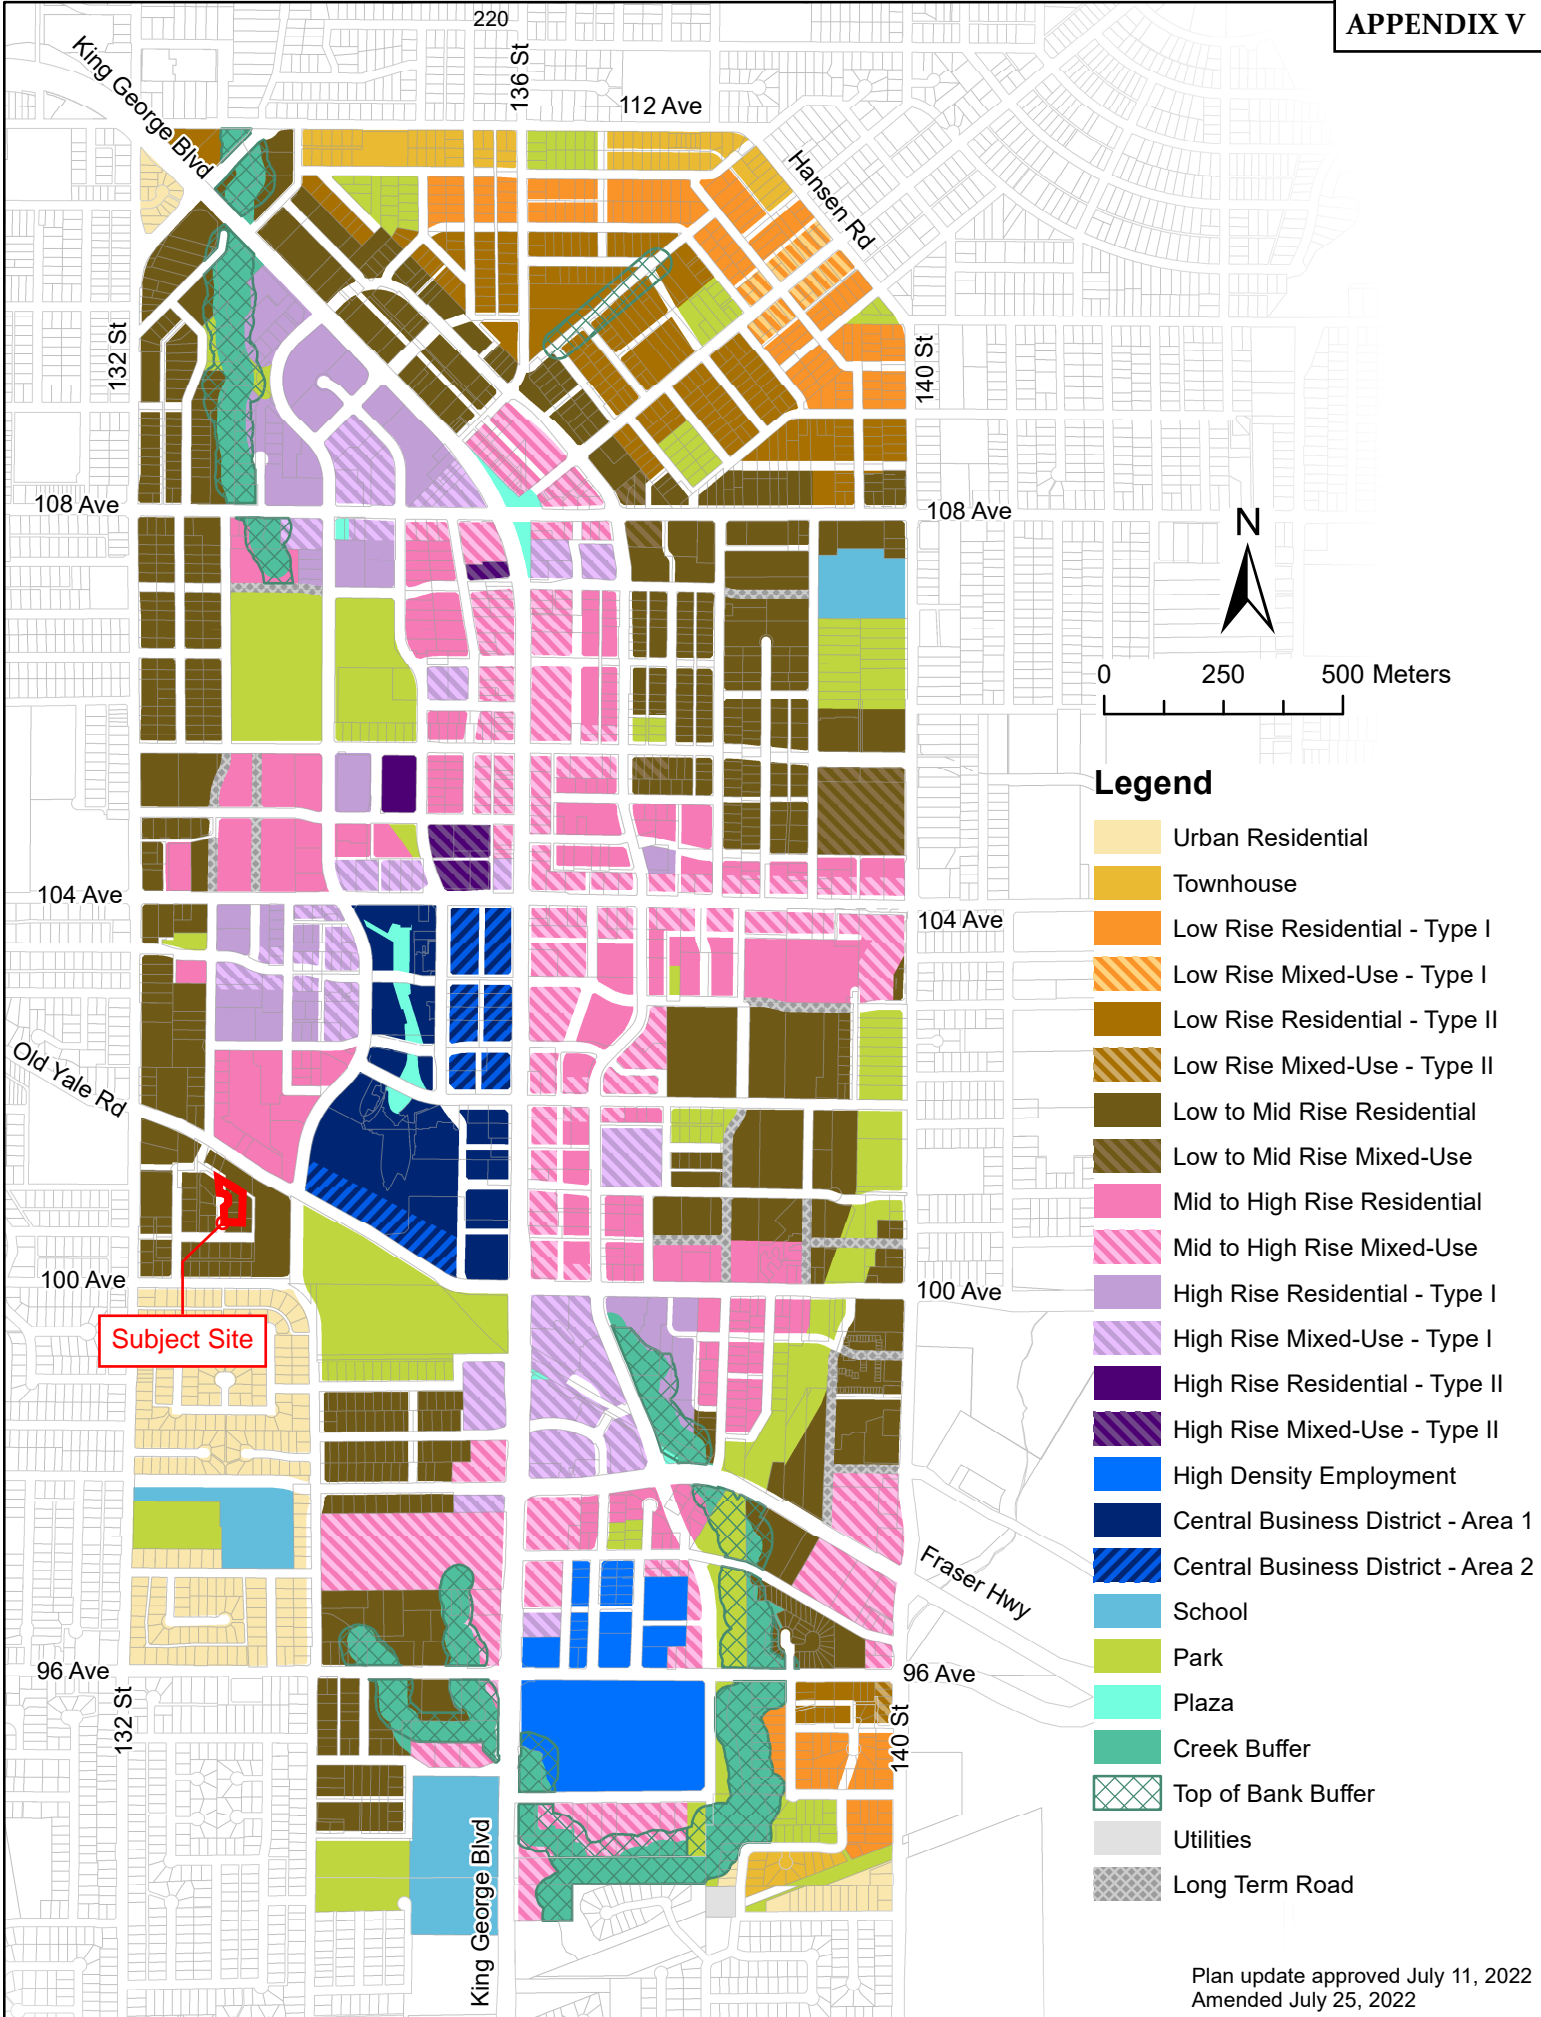 APPENDIX V
220
King George Blvd
136 St
112 Ave
Hansen Rd
132 St
140 St
108 Ave
108 Ave
N
0 250 500 Meters
Legend
Urban Residential
Townhouse
Low Rise Residential - Type I
Low Rise Mixed-Use - Type I
Low Rise Residential - Type II
Low Rise Mixed-Use - Type II
Low to Mid Rise Residential
Low to Mid Rise Mixed-Use
Mid to High Rise Residential
Mid to High Rise Mixed-Use
High Rise Residential - Type I
High Rise Mixed-Use - Type I
High Rise Residential - Type II
High Rise Mixed-Use - Type II
High Density Employment
Central Business District - Area 1
Central Business District - Area 2
School
Park
Plaza
Creek Buffer
Top of Bank Buffer
Utilities
Long Term Road
104 Ave
104 Ave
Old Yale Rd
100 Ave
100 Ave
Subject Site
Fraser Hwy
96 Ave
96 Ave
132 St
140 St
King George Blvd
Plan update approved July 11, 2022
Amended July 25, 2022